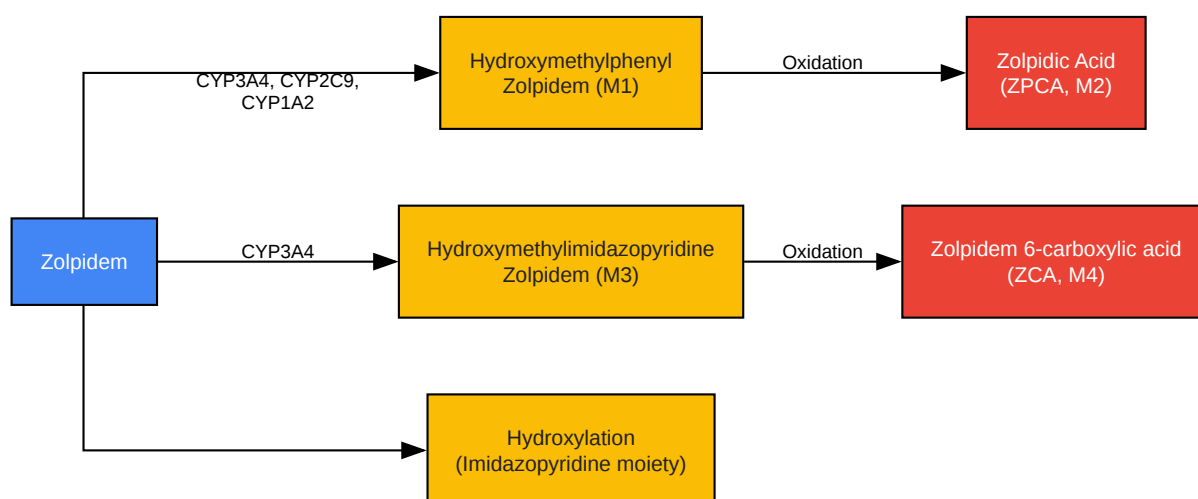 Hydroxymethylphenyl
Zolpidem (M1)
Oxidation
Zolpidic Acid
(ZPCA, M2)
CYP3A4, CYP2C9,
CYP1A2
Zolpidem
CYP3A4
Hydroxymethylimidazopyridine
Zolpidem (M3)
Oxidation
Zolpidem 6-carboxylic acid
(ZCA, M4)
Hydroxylation
(Imidazopyridine moiety)